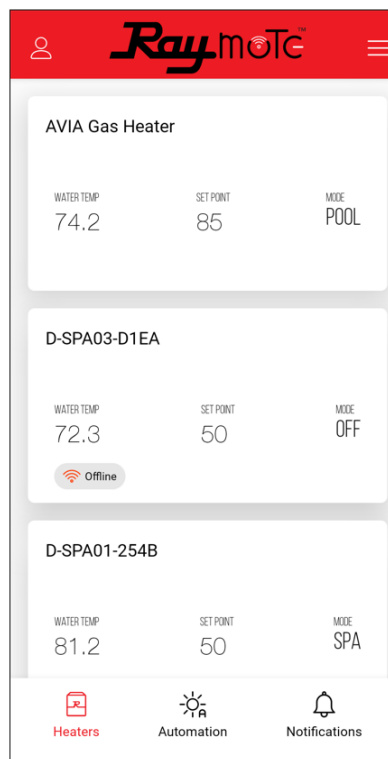 Raymote™
AVIA Gas Heater
WATER TEMP SET POINT MODE
74.2 85 POOL
D-SPA03-D1EA
WATER TEMP SET POINT MODE
72.3 50 OFF
Offline
D-SPA01-254B
WATER TEMP SET POINT MODE
81.2 50 SPA
R A
Heaters Automation Notifications